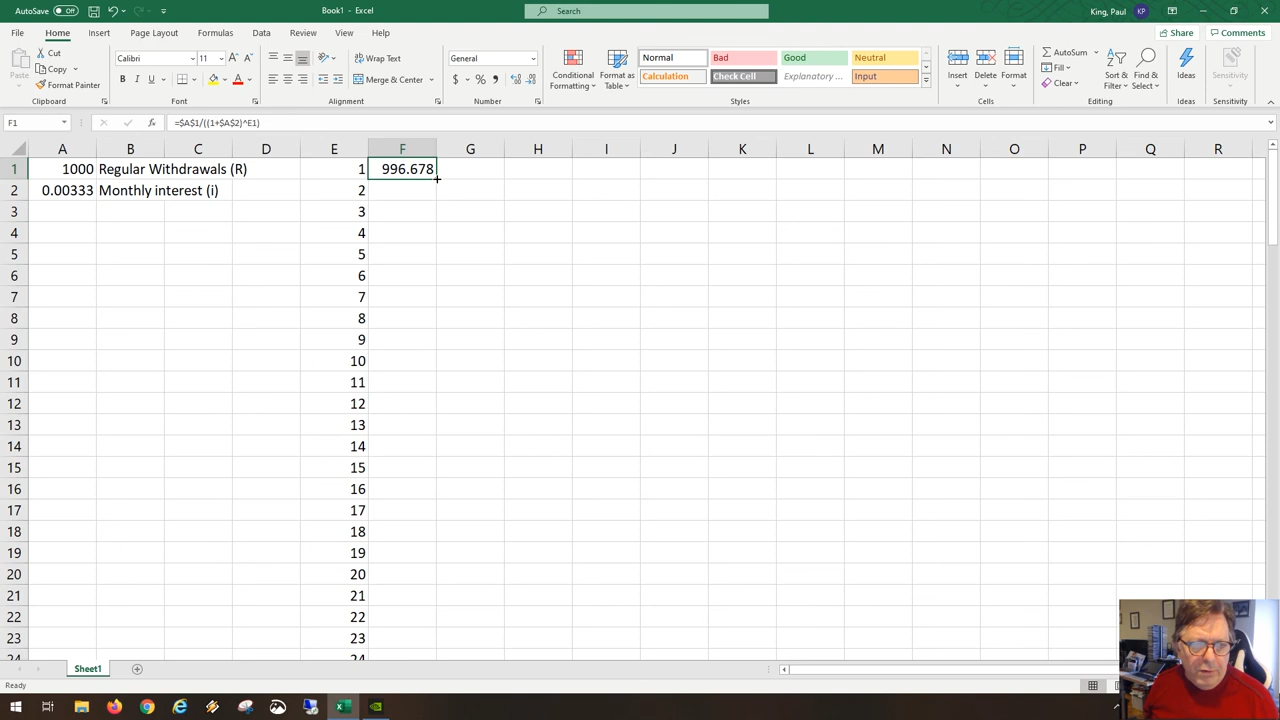 AutoSave Off
Book1 - Excel
Search
King, Paul KP
File Home Insert Page Layout Formulas Data Review View Help
Share Comments
Paste
Cut
Copy
Format Painter
Clipboard
Calibri 11
B I U
Font
Wrap Text
Merge & Center
Alignment
General
$ % ,
Number
Conditional Formatting
Format as Table
Normal Bad Good Neutral
Calculation Check Cell Explanatory ... Input
Styles
Insert Delete Format
Cells
AutoSum
Fill
Clear
Sort & Filter
Find & Select
Editing
Ideas
Ideas
Sensitivity
Sensitivity
F1 fx =$A$1/((1+$A$2)^E1)
A B C D E F G H I J K L M N O P Q R
1 1000 Regular Withdrawals (R) 1 996.678
2 0.00333 Monthly interest (i) 2
3 3
4 4
5 5
6 6
7 7
8 8
9 9
10 10
11 11
12 12
13 13
14 14
15 15
16 16
17 17
18 18
19 19
20 20
21 21
22 22
23 23
24 24
Sheet1
Ready